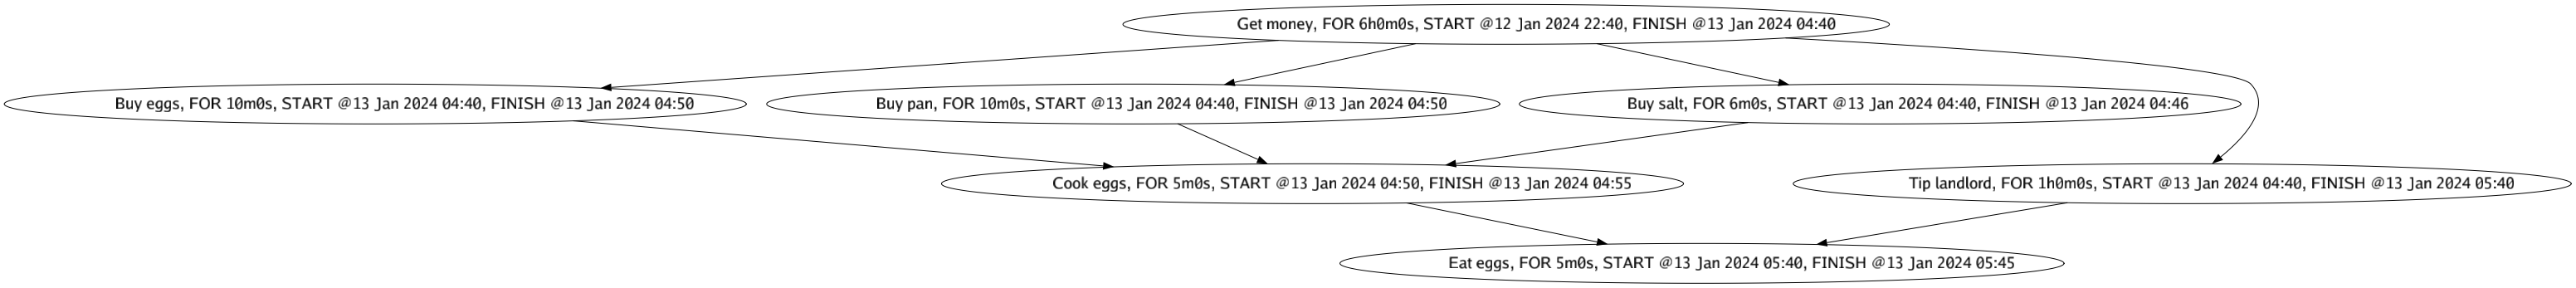 Get money, FOR 6h0m0s, START @12 Jan 2024 22:40, FINISH @13 Jan 2024 04:40
Buy eggs, FOR 10m0s, START @13 Jan 2024 04:40, FINISH @13 Jan 2024 04:50
Buy pan, FOR 10m0s, START @13 Jan 2024 04:40, FINISH @13 Jan 2024 04:50
Buy salt, FOR 6m0s, START @13 Jan 2024 04:40, FINISH @13 Jan 2024 04:46
Cook eggs, FOR 5m0s, START @13 Jan 2024 04:50, FINISH @13 Jan 2024 04:55
Tip landlord, FOR 1h0m0s, START @13 Jan 2024 04:40, FINISH @13 Jan 2024 05:40
Eat eggs, FOR 5m0s, START @13 Jan 2024 05:40, FINISH @13 Jan 2024 05:45